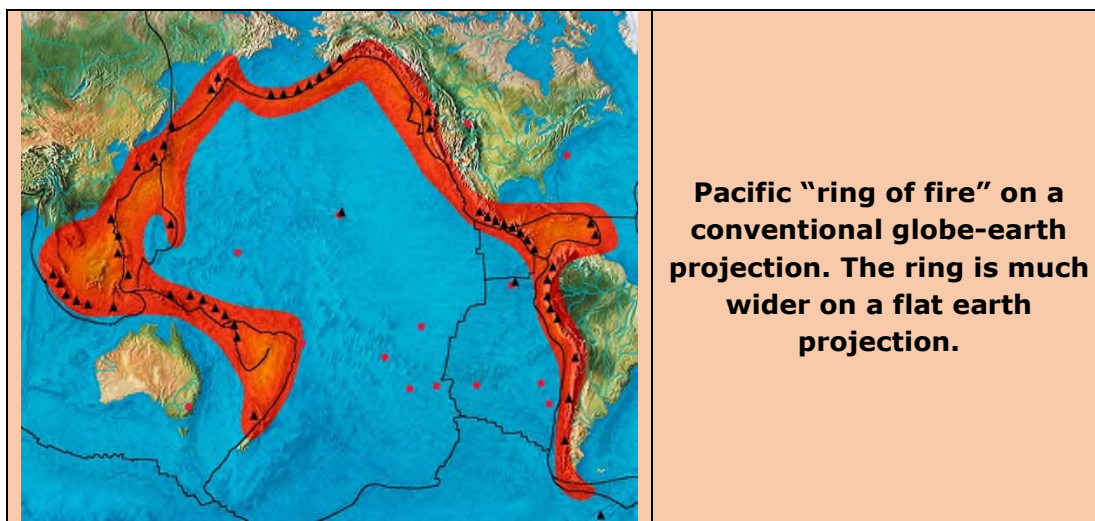 Pacific “ring of fire” on a
conventional globe-earth
projection. The ring is much
wider on a flat earth
projection.